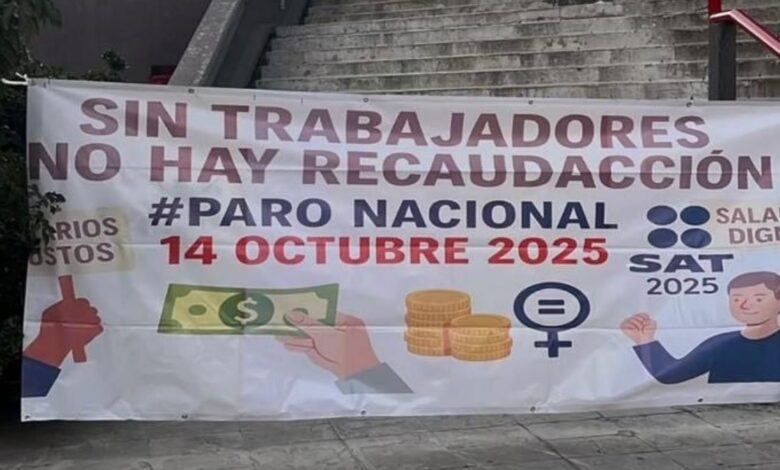 SIN TRABAJADORES
NO HAY RECAUDACCIÓN
#PARO NACIONAL
14 OCTUBRE 2025
SAT
2025